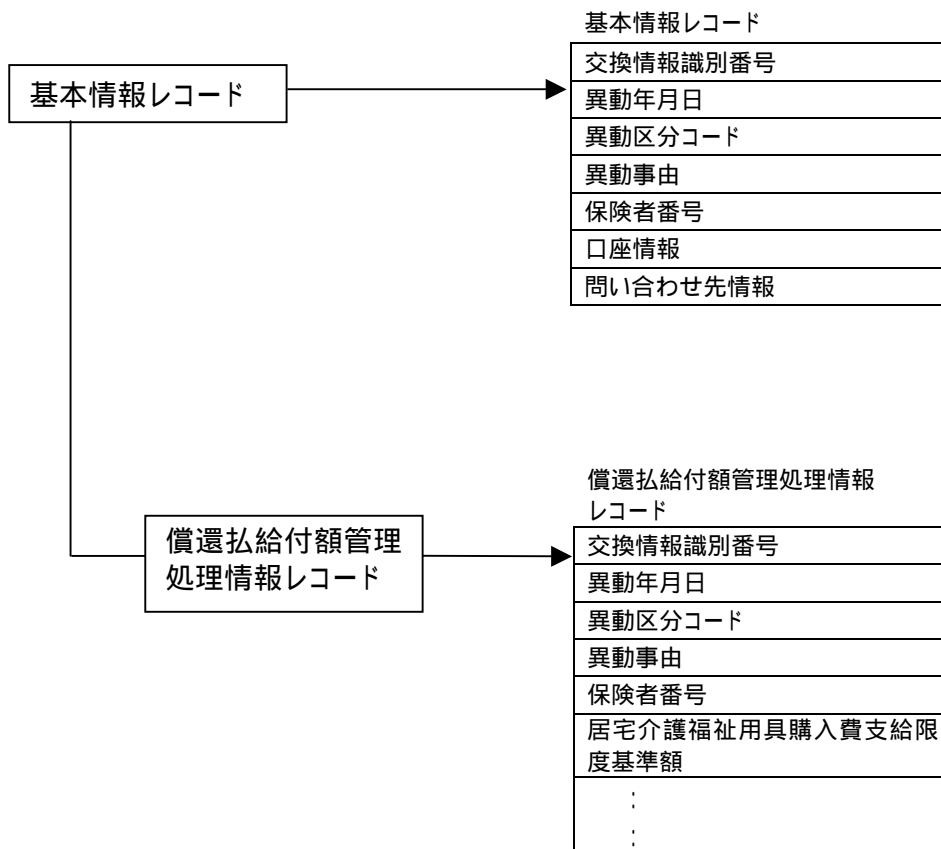 基本情報レコード
基本情報レコード
交換情報識別番号
異動年月日
異動区分コード
異動事由
保険者番号
口座情報
問い合わせ先情報
償還払給付額管理
処理情報レコード
償還払給付額管理処理情報
レコード
交換情報識別番号
異動年月日
異動区分コード
異動事由
保険者番号
居宅介護福祉用具購入費支給限
度基準額
:
: